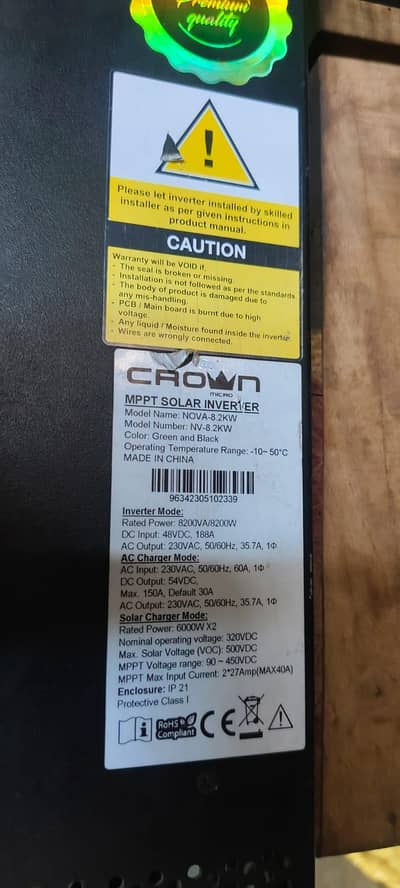 Premium
quality
!
Please let inverter installed by skilled
installer as per given instructions in
product manual.
CAUTION
Warranty will be VOID if,
- The seal is broken or missing.
- Installation is not followed as per the standards.
- The body of product is damaged due to
any mis-handling.
- PCB / Main board is burnt due to high
voltage.
- Any liquid / Moisture found inside the inverter.
- Wires are wrongly connected.
CROWN
MICRO
MPPT SOLAR INVERTER
Model Name: NOVA-8.2KW
Model Number: NV-8.2KW
Color: Green and Black
Operating Temperature Range: -10~ 50°C
MADE IN CHINA
96342305102339
Inverter Mode:
Rated Power: 8200VA/8200W
DC Input: 48VDC, 188A
AC Output: 230VAC, 50/60Hz, 35.7A, 1Φ
AC Charger Mode:
AC Input: 230VAC, 50/60Hz, 60A, 1Φ
DC Output: 54VDC,
Max. 150A, Default 30A
AC Output: 230VAC, 50/60Hz, 35.7A, 1Φ
Solar Charger Mode:
Rated Power: 6000W X2
Nominal operating voltage: 320VDC
Max. Solar Voltage (VOC): 500VDC
MPPT Voltage range: 90 ~ 450VDC
MPPT Max Input Current: 2*27Amp(MAX40A)
Enclosure: IP 21
Protective Class I
i RoHS Compliant CE !